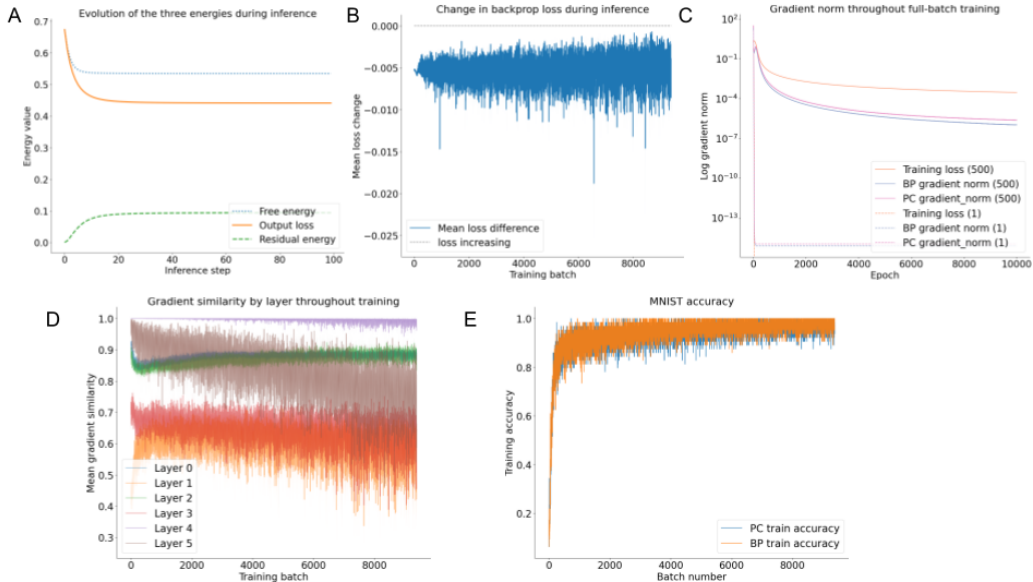 A
Evolution of the three energies during inference
0.7
0.6
0.5
0.4
0.3
0.2
0.1
0.0
Energy value
0
20
40
60
80
100
Inference step
Free energy
Output loss
Residual energy
B
Change in backprop loss during inference
0.000
−0.005
−0.010
−0.015
−0.020
−0.025
Mean loss change
0
2000
4000
6000
8000
Training batch
Mean loss difference
loss increasing
C
Gradient norm throughout full-batch training
10^2
10^-1
10^-4
10^-7
10^-10
10^-13
Log gradient norm
0
2000
4000
6000
8000
10000
Epoch
Training loss (500)
BP gradient norm (500)
PC gradient_norm (500)
Training loss (1)
BP gradient norm (1)
PC gradient_norm (1)
D
Gradient similarity by layer throughout training
1.0
0.9
0.8
0.7
0.6
0.5
0.4
0.3
Mean gradient similarity
0
2000
4000
6000
8000
Training batch
Layer 0
Layer 1
Layer 2
Layer 3
Layer 4
Layer 5
E
MNIST accuracy
1.0
0.8
0.6
0.4
0.2
Training accuracy
0
2000
4000
6000
8000
Batch number
PC train accuracy
BP train accuracy